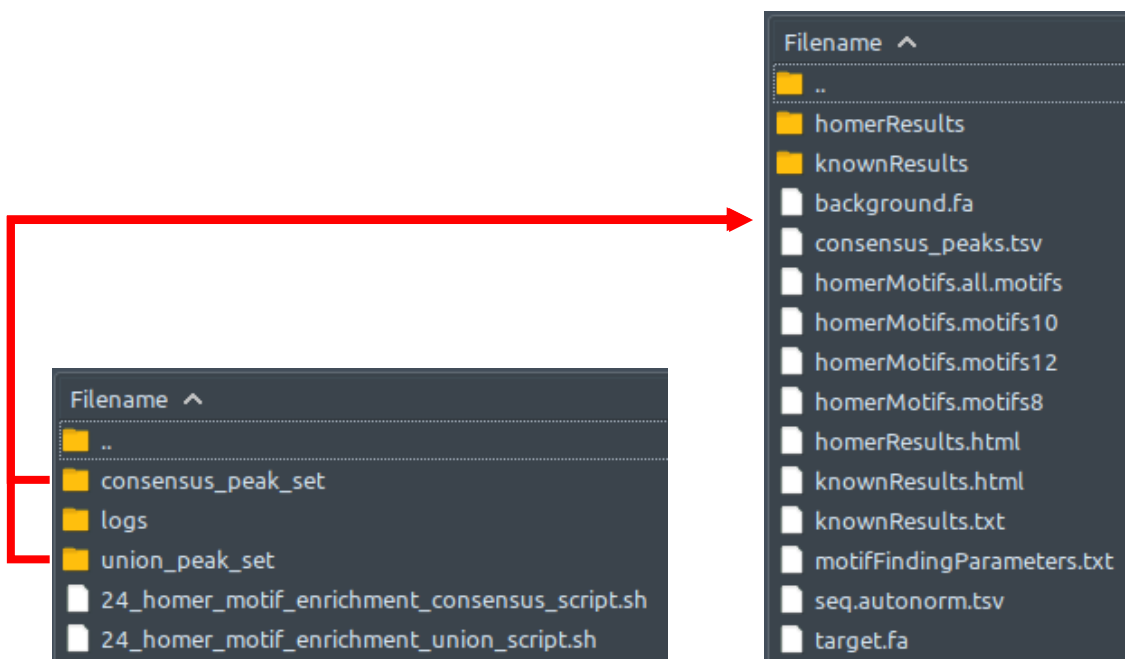 Filename
..
consensus_peak_set
logs
union_peak_set
24_homer_motif_enrichment_consensus_script.sh
24_homer_motif_enrichment_union_script.sh
Filename
..
homerResults
knownResults
background.fa
consensus_peaks.tsv
homerMotifs.all.motifs
homerMotifs.motifs10
homerMotifs.motifs12
homerMotifs.motifs8
homerResults.html
knownResults.html
knownResults.txt
motifFindingParameters.txt
seq.autonorm.tsv
target.fa